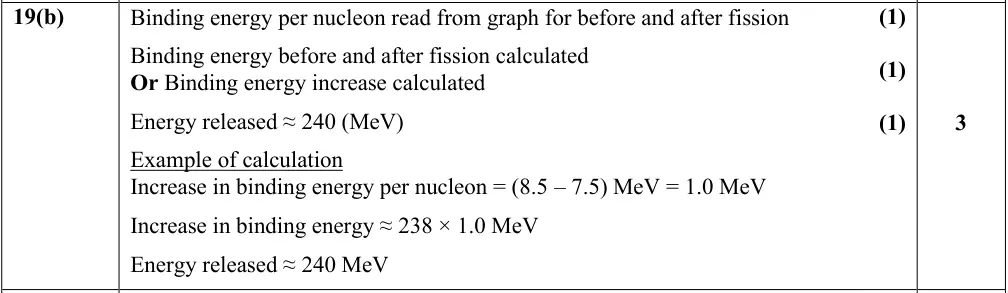 19(b)
Binding energy per nucleon read from graph for before and after fission (1)
Binding energy before and after fission calculated
Or Binding energy increase calculated (1)
Energy released ≈ 240 (MeV) (1) 3
Example of calculation
Increase in binding energy per nucleon = (8.5 – 7.5) MeV = 1.0 MeV
Increase in binding energy ≈ 238 × 1.0 MeV
Energy released ≈ 240 MeV